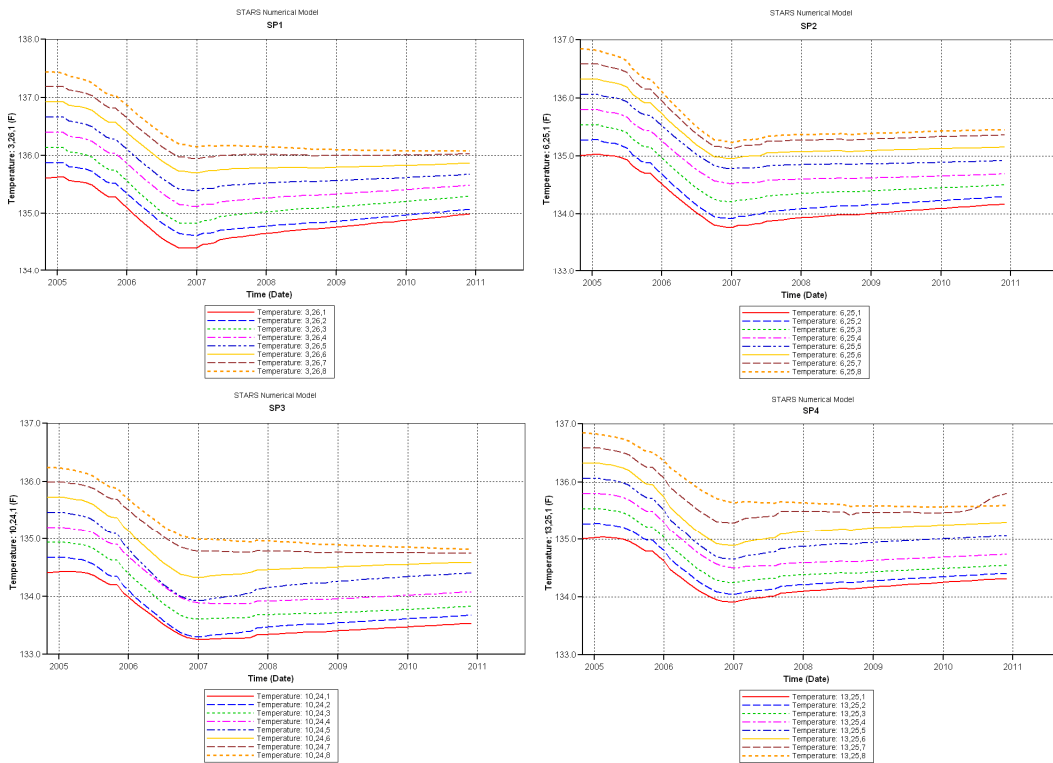 STARS Numerical Model
SP1
138.0
137.0
136.0
135.0
134.0
Temperature: 3,26,1 (F)
2005 2006 2007 2008 2009 2010 2011
Time (Date)
Temperature: 3,26,1
Temperature: 3,26,2
Temperature: 3,26,3
Temperature: 3,26,4
Temperature: 3,26,5
Temperature: 3,26,6
Temperature: 3,26,7
Temperature: 3,26,8
STARS Numerical Model
SP2
137.0
136.0
135.0
134.0
133.0
Temperature: 6,25,1 (F)
2005 2006 2007 2008 2009 2010 2011
Time (Date)
Temperature: 6,25,1
Temperature: 6,25,2
Temperature: 6,25,3
Temperature: 6,25,4
Temperature: 6,25,5
Temperature: 6,25,6
Temperature: 6,25,7
Temperature: 6,25,8
STARS Numerical Model
SP3
137.0
136.0
135.0
134.0
133.0
Temperature: 10,24,1 (F)
2005 2006 2007 2008 2009 2010 2011
Time (Date)
Temperature: 10,24,1
Temperature: 10,24,2
Temperature: 10,24,3
Temperature: 10,24,4
Temperature: 10,24,5
Temperature: 10,24,6
Temperature: 10,24,7
Temperature: 10,24,8
STARS Numerical Model
SP4
137.0
136.0
135.0
134.0
133.0
Temperature: 13,25,1 (F)
2005 2006 2007 2008 2009 2010 2011
Time (Date)
Temperature: 13,25,1
Temperature: 13,25,2
Temperature: 13,25,3
Temperature: 13,25,4
Temperature: 13,25,5
Temperature: 13,25,6
Temperature: 13,25,7
Temperature: 13,25,8